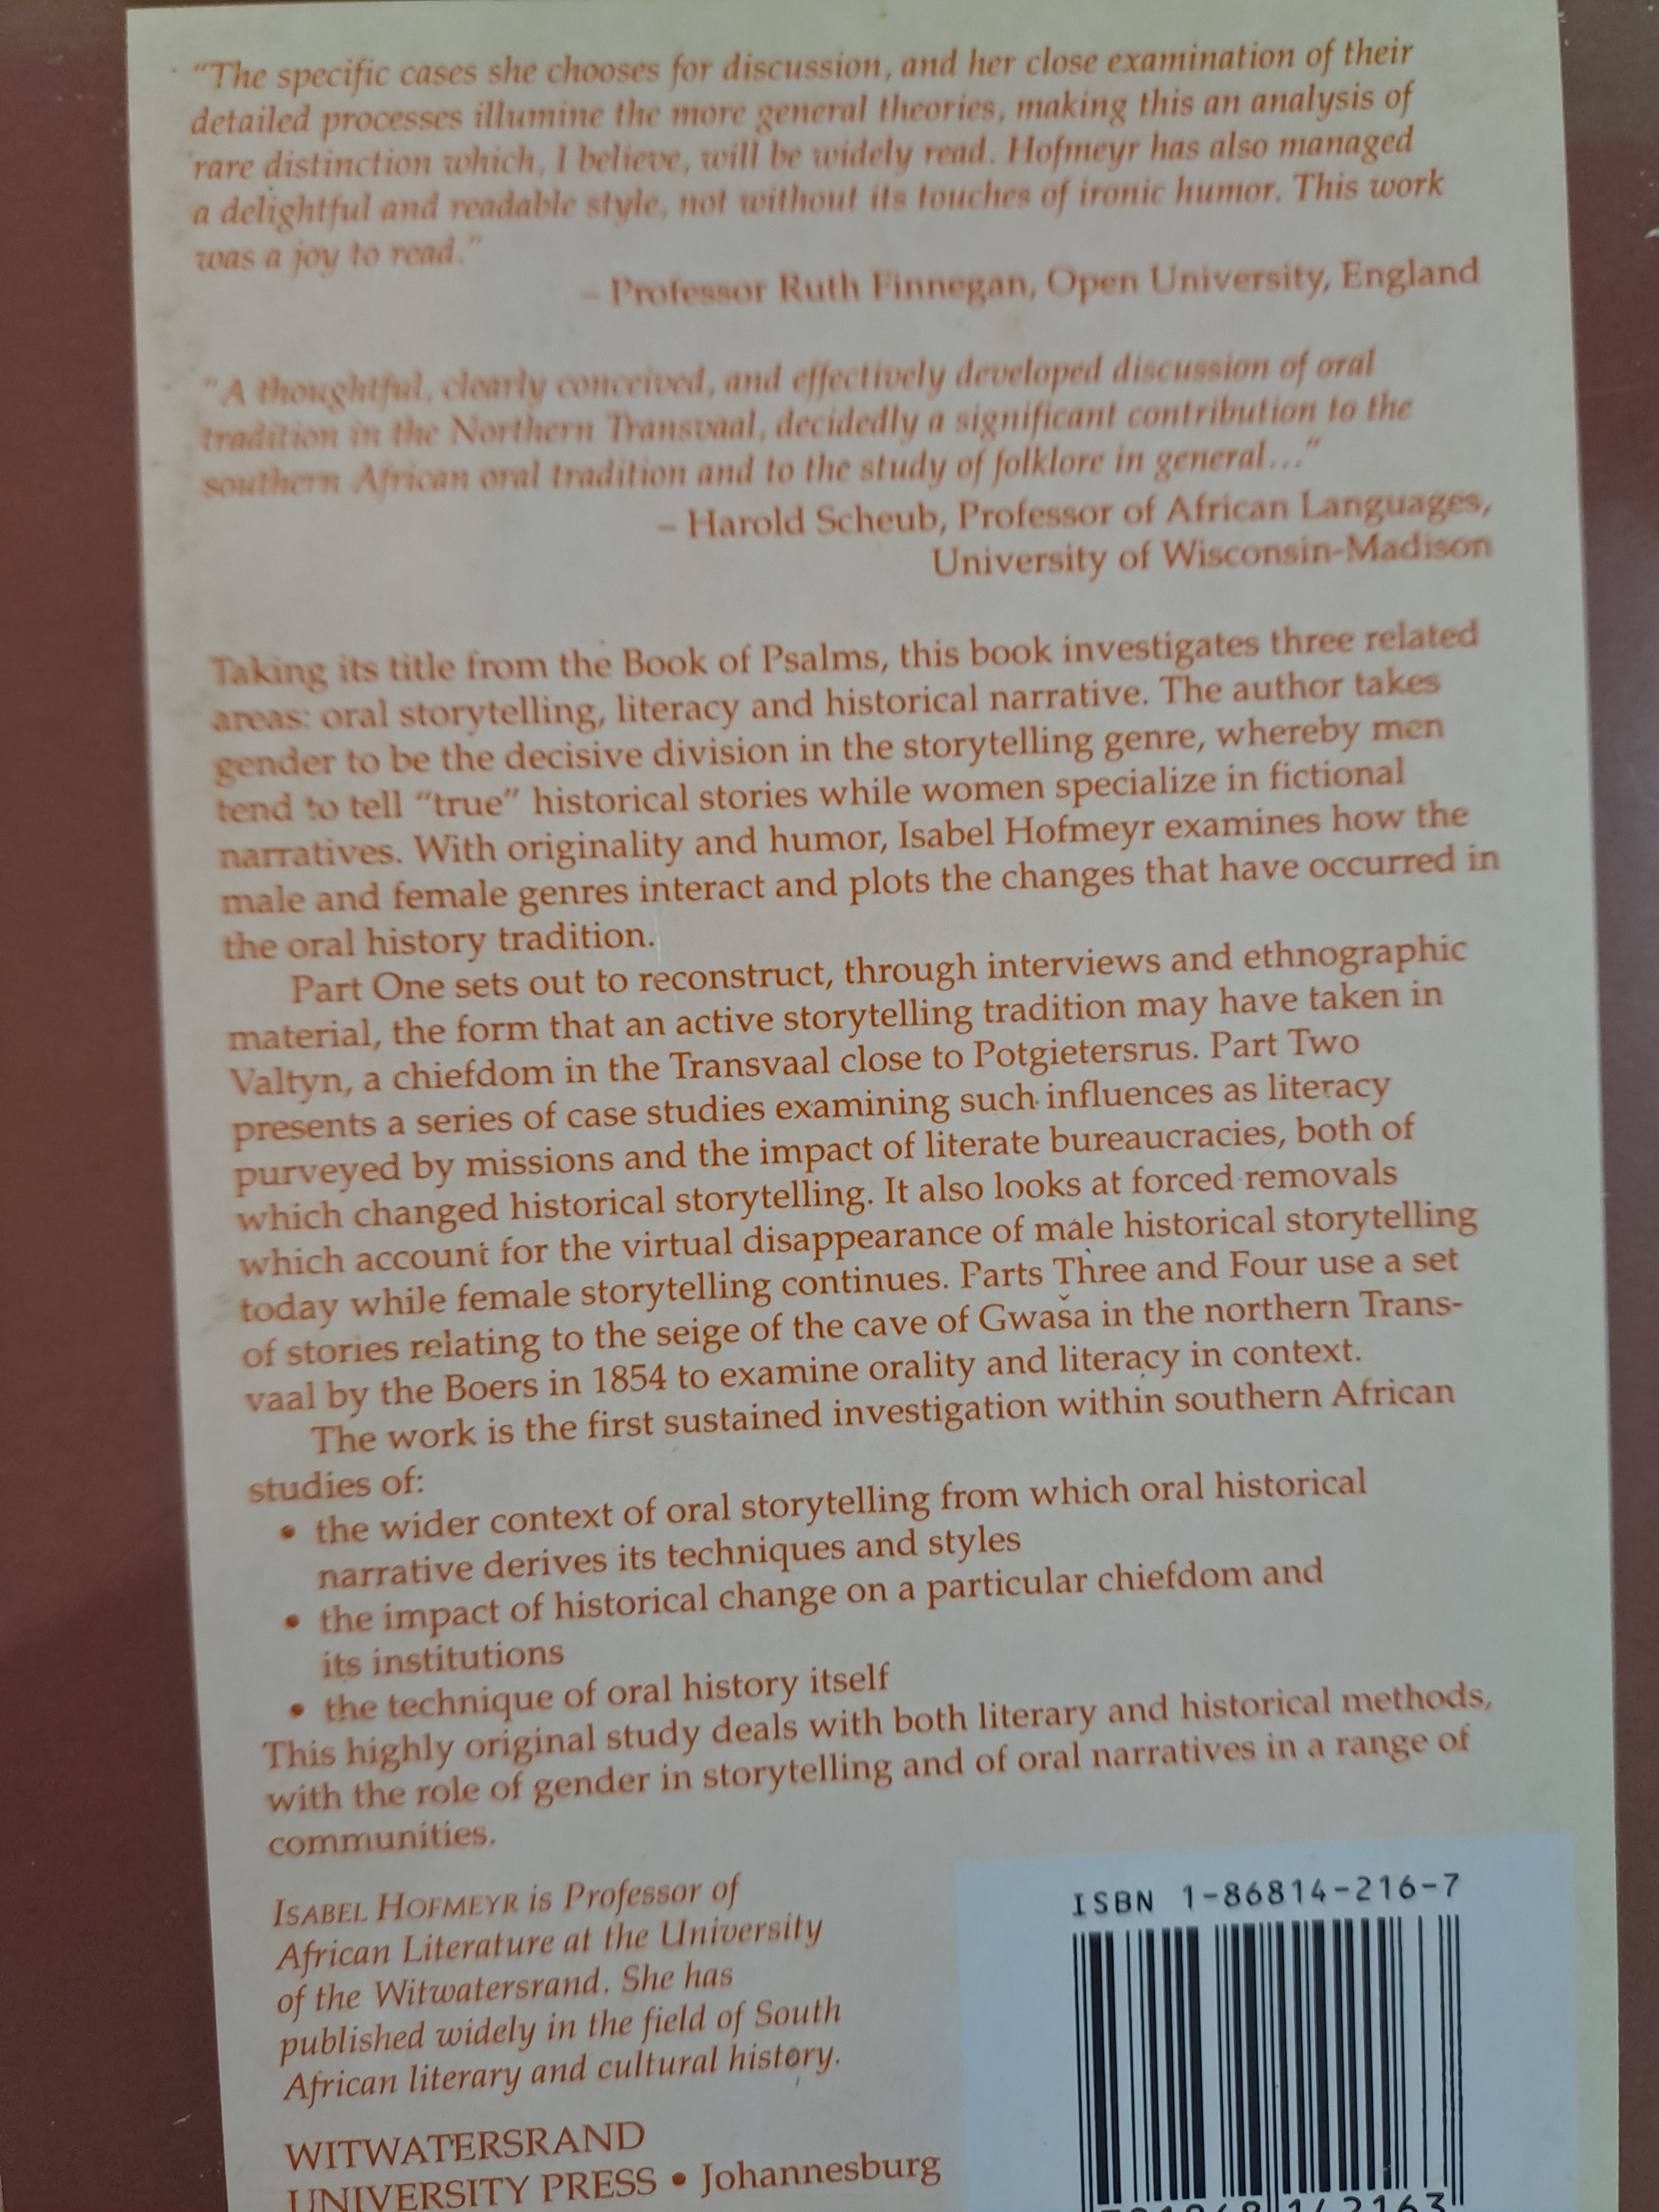 "The specific cases she chooses for discussion, and her close examination of their
detailed processes illumine the more general theories, making this an analysis of
rare distinction which, I believe, will be widely read. Hofmeyr has also managed
a delightful and readable style, not without its touches of ironic humor. This work
was a joy to read."
– Professor Ruth Finnegan, Open University, England
"A thoughtful, clearly conceived, and effectively developed discussion of oral
tradition in the Northern Transvaal, decidedly a significant contribution to the
southern African oral tradition and to the study of folklore in general..."
– Harold Scheub, Professor of African Languages,
University of Wisconsin-Madison
Taking its title from the Book of Psalms, this book investigates three related
areas: oral storytelling, literacy and historical narrative. The author takes
gender to be the decisive division in the storytelling genre, whereby men
tend to tell "true" historical stories while women specialize in fictional
narratives. With originality and humor, Isabel Hofmeyr examines how the
male and female genres interact and plots the changes that have occurred in
the oral history tradition.
Part One sets out to reconstruct, through interviews and ethnographic
material, the form that an active storytelling tradition may have taken in
Valtyn, a chiefdom in the Transvaal close to Potgietersrus. Part Two
presents a series of case studies examining such influences as literacy
purveyed by missions and the impact of literate bureaucracies, both of
which changed historical storytelling. It also looks at forced removals
which account for the virtual disappearance of male historical storytelling
today while female storytelling continues. Parts Three and Four use a set
of stories relating to the seige of the cave of Gwaša in the northern Trans-
vaal by the Boers in 1854 to examine orality and literacy in context.
The work is the first sustained investigation within southern African
studies of:
• the wider context of oral storytelling from which oral historical
narrative derives its techniques and styles
• the impact of historical change on a particular chiefdom and
its institutions
• the technique of oral history itself
This highly original study deals with both literary and historical methods,
with the role of gender in storytelling and of oral narratives in a range of
communities.
ISABEL HOFMEYR is Professor of
African Literature at the University
of the Witwatersrand. She has
published widely in the field of South
African literary and cultural history.
WITWATERSRAND
UNIVERSITY PRESS • Johannesburg
ISBN 1-86814-216-7